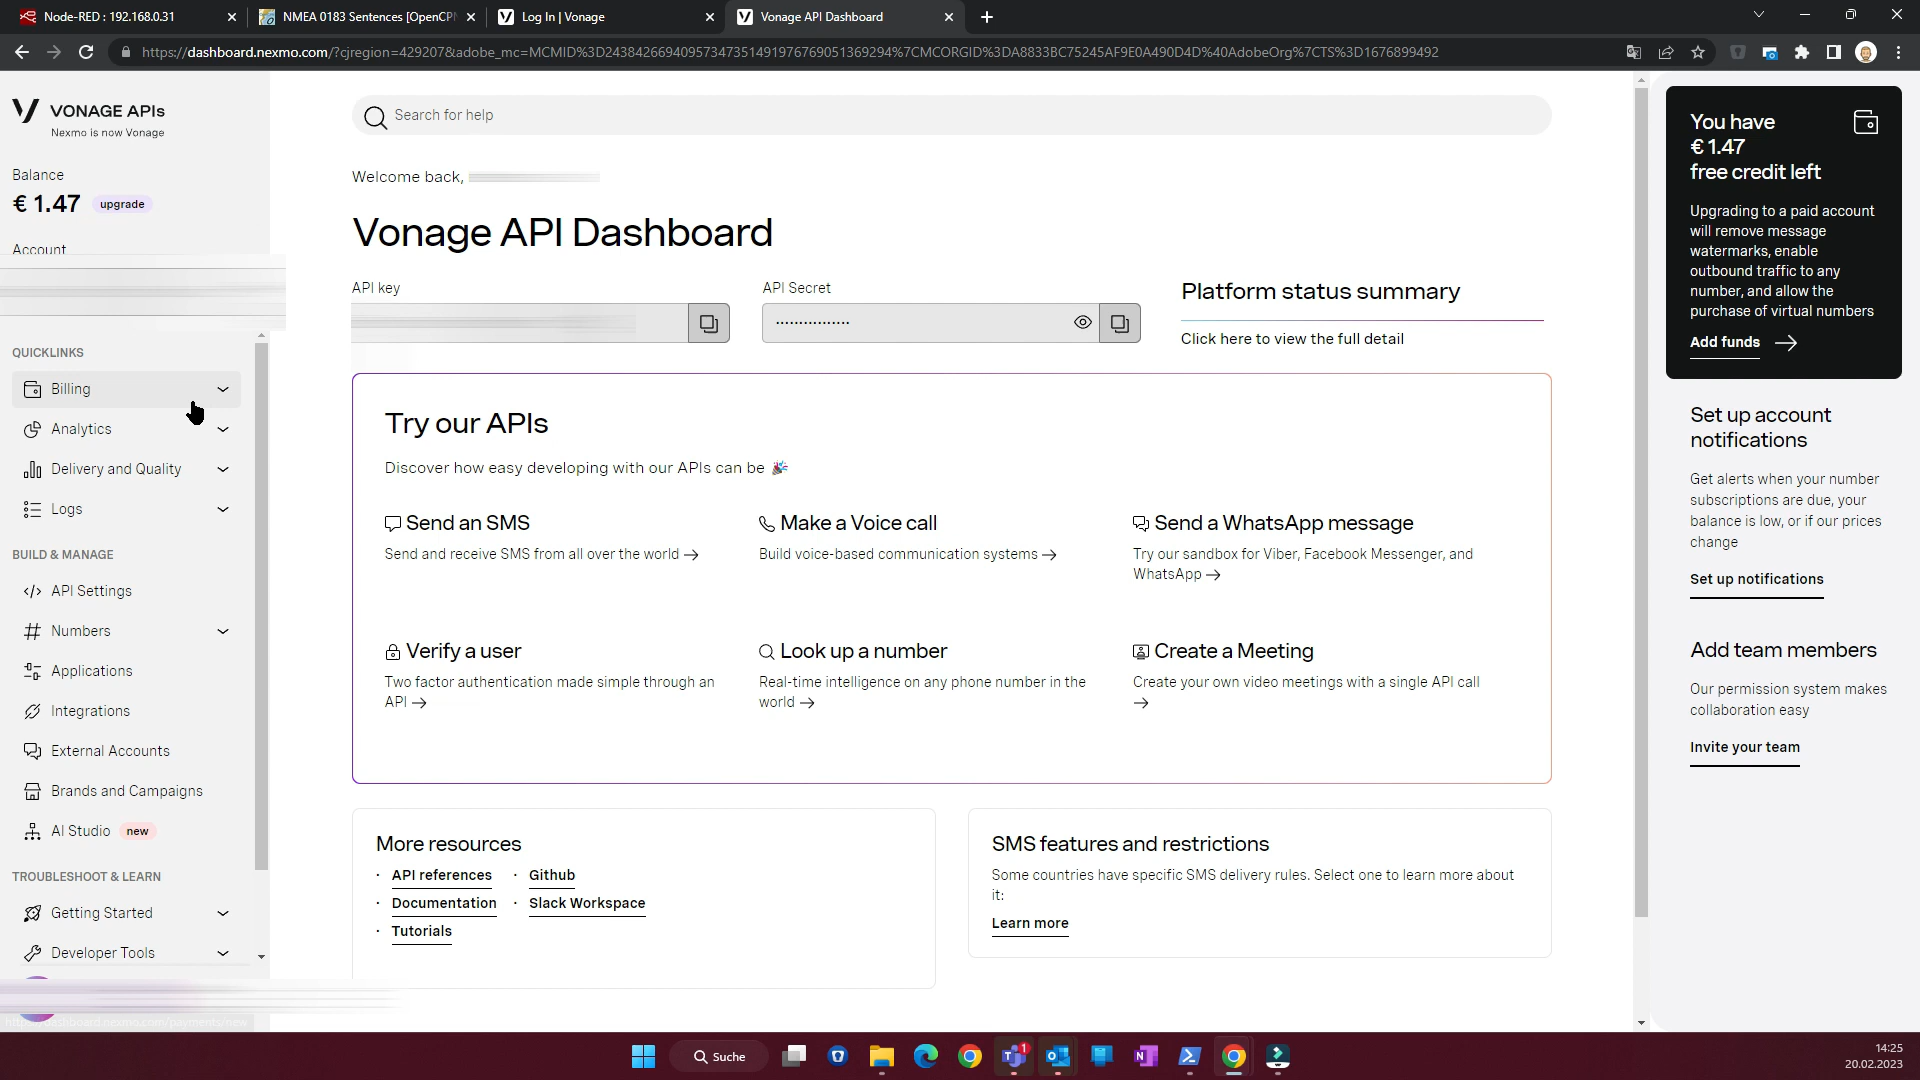 Node-RED : 192.168.0.31
NMEA 0183 Sentences [OpenCPN
Log In | Vonage
Vonage API Dashboard
https://dashboard.nexmo.com/?cjregion=429207&adobe_mc=MCMID%3D24384266940957347351491976769051369294%7CMCORGID%3DA8833BC75245AF9E0A490D4D%40AdobeOrg%7CTS%3D1676899492
VONAGE APIs
Nexmo is now Vonage
Balance
€ 1.47 upgrade
Account
QUICKLINKS
Billing
Analytics
Delivery and Quality
Logs
BUILD & MANAGE
</> API Settings
# Numbers
Applications
Integrations
External Accounts
Brands and Campaigns
AI Studio new
TROUBLESHOOT & LEARN
Getting Started
Developer Tools
Search for help
Welcome back,
Vonage API Dashboard
API key
API Secret
················
Platform status summary
Click here to view the full detail
Try our APIs
Discover how easy developing with our APIs can be 🎉
Send an SMS
Send and receive SMS from all over the world →
Make a Voice call
Build voice-based communication systems →
Send a WhatsApp message
Try our sandbox for Viber, Facebook Messenger, and
WhatsApp →
Verify a user
Two factor authentication made simple through an
API →
Look up a number
Real-time intelligence on any phone number in the
world →
Create a Meeting
Create your own video meetings with a single API call
→
More resources
· API references
· Github
· Documentation
· Slack Workspace
· Tutorials
SMS features and restrictions
Some countries have specific SMS delivery rules. Select one to learn more about
it:
Learn more
You have
€ 1.47
free credit left
Upgrading to a paid account
will remove message
watermarks, enable
outbound traffic to any
number, and allow the
purchase of virtual numbers
Add funds →
Set up account
notifications
Get alerts when your number
subscriptions are due, your
balance is low, or if our prices
change
Set up notifications
Add team members
Our permission system makes
collaboration easy
Invite your team
Suche
1
14:25
20.02.2023